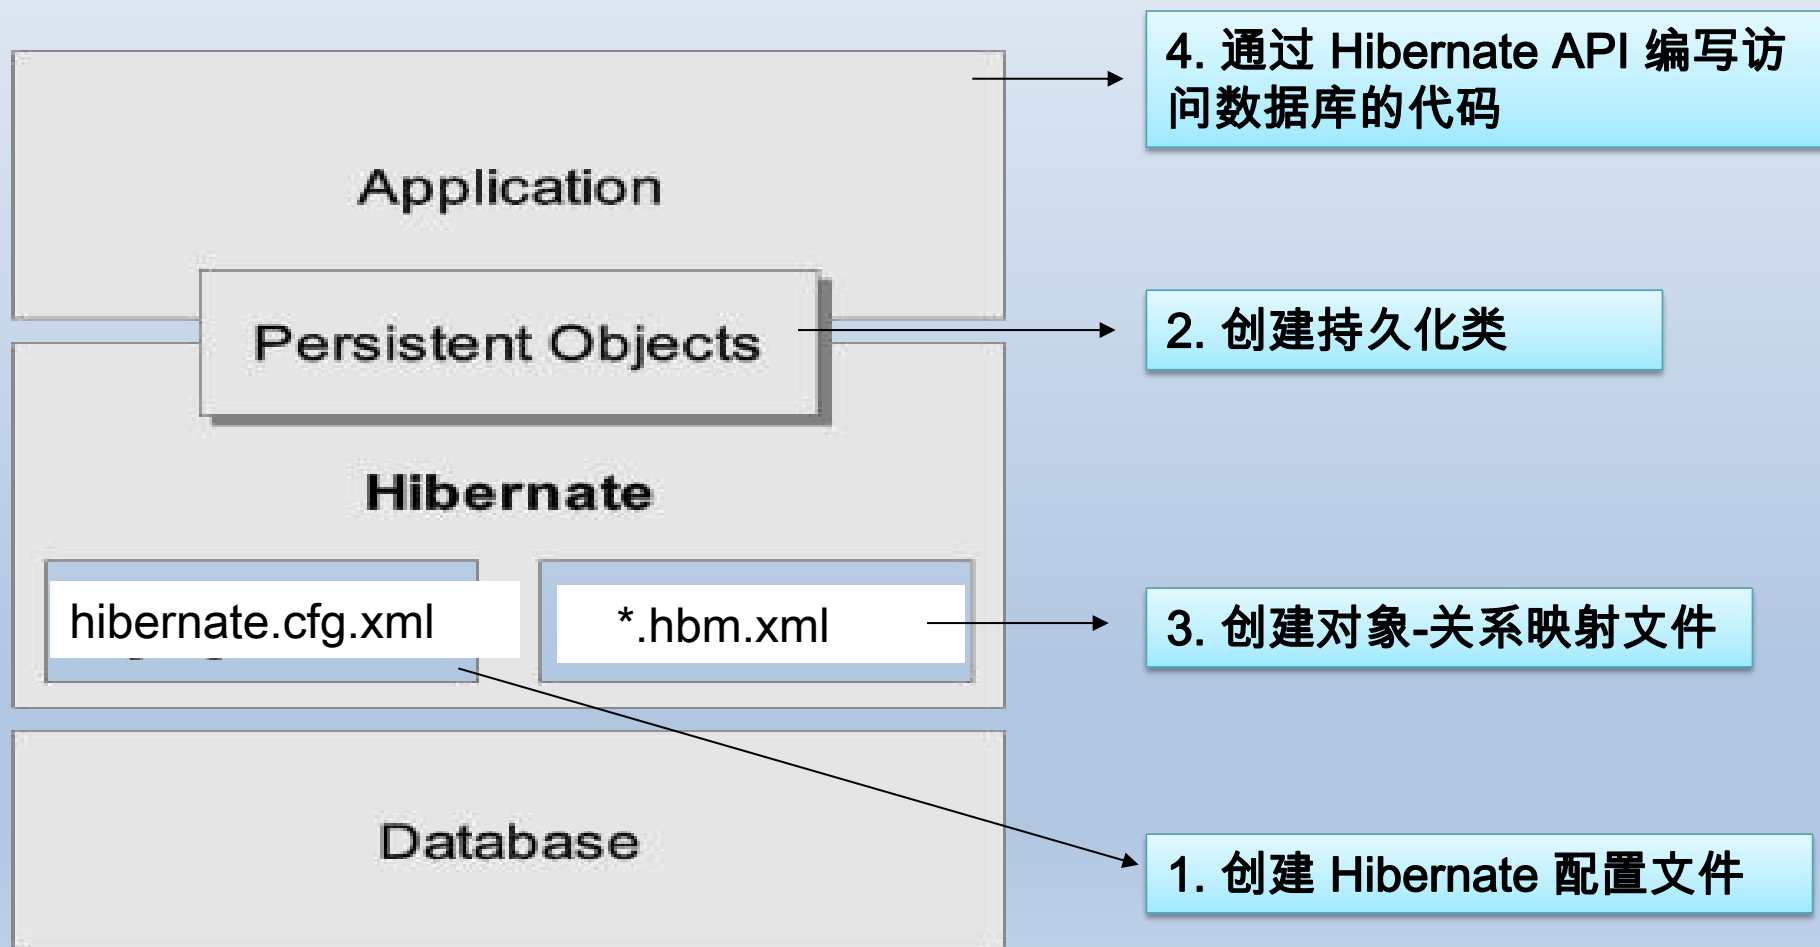 4. 通过 Hibernate API 编写访
问数据库的代码
Application
Persistent Objects
2. 创建持久化类
Hibernate
hibernate.cfg.xml
*.hbm.xml
3. 创建对象-关系映射文件
Database
1. 创建 Hibernate 配置文件